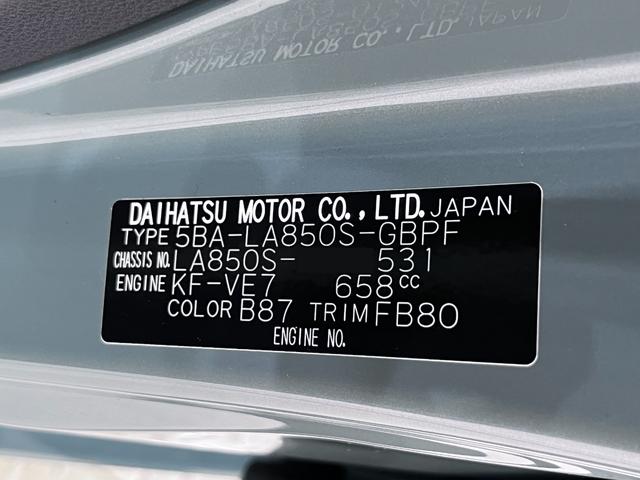 DAIHATSU MOTOR CO., LTD. JAPAN
TYPE 5BA-LA850S-GBPF
CHASSIS NO. LA850S- 531
ENGINE KF-VE7 658cc
COLOR B87 TRIM FB80
ENGINE NO.